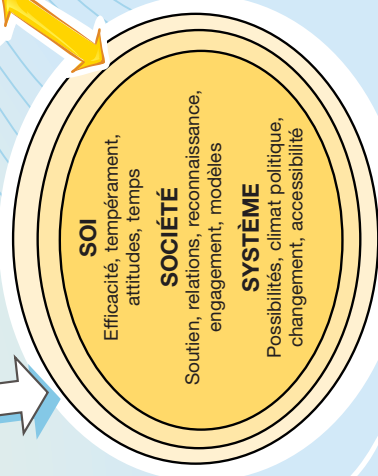 SOI
Efficacité, tempérament,
attitudes, temps
SOCIÉTÉ
Soutien, relations, reconnaissance,
engagement, modèles
SYSTÈME
Possibilités, climat politique,
changement, accessibilité